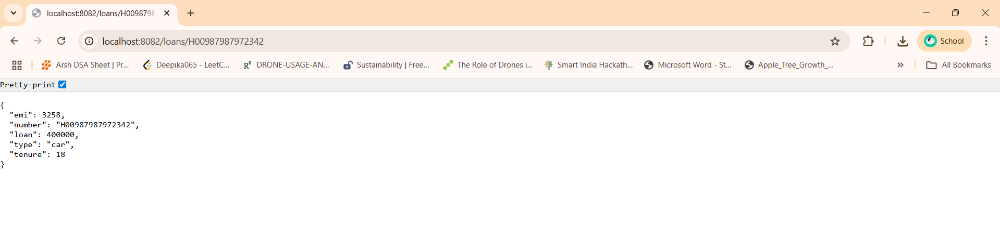 localhost:8082/loans/H0098798
localhost:8082/loans/H00987987972342
School
Arsh DSA Sheet | Pr...
Deepika065 - LeetC...
RG DRONE-USAGE-AN...
Sustainability | Free...
The Role of Drones i...
Smart India Hackath...
Microsoft Word - St...
Apple_Tree_Growth_...
All Bookmarks
Pretty-print
{
"emi": 3258,
"number": "H00987987972342",
"loan": 400000,
"type": "car",
"tenure": 18
}